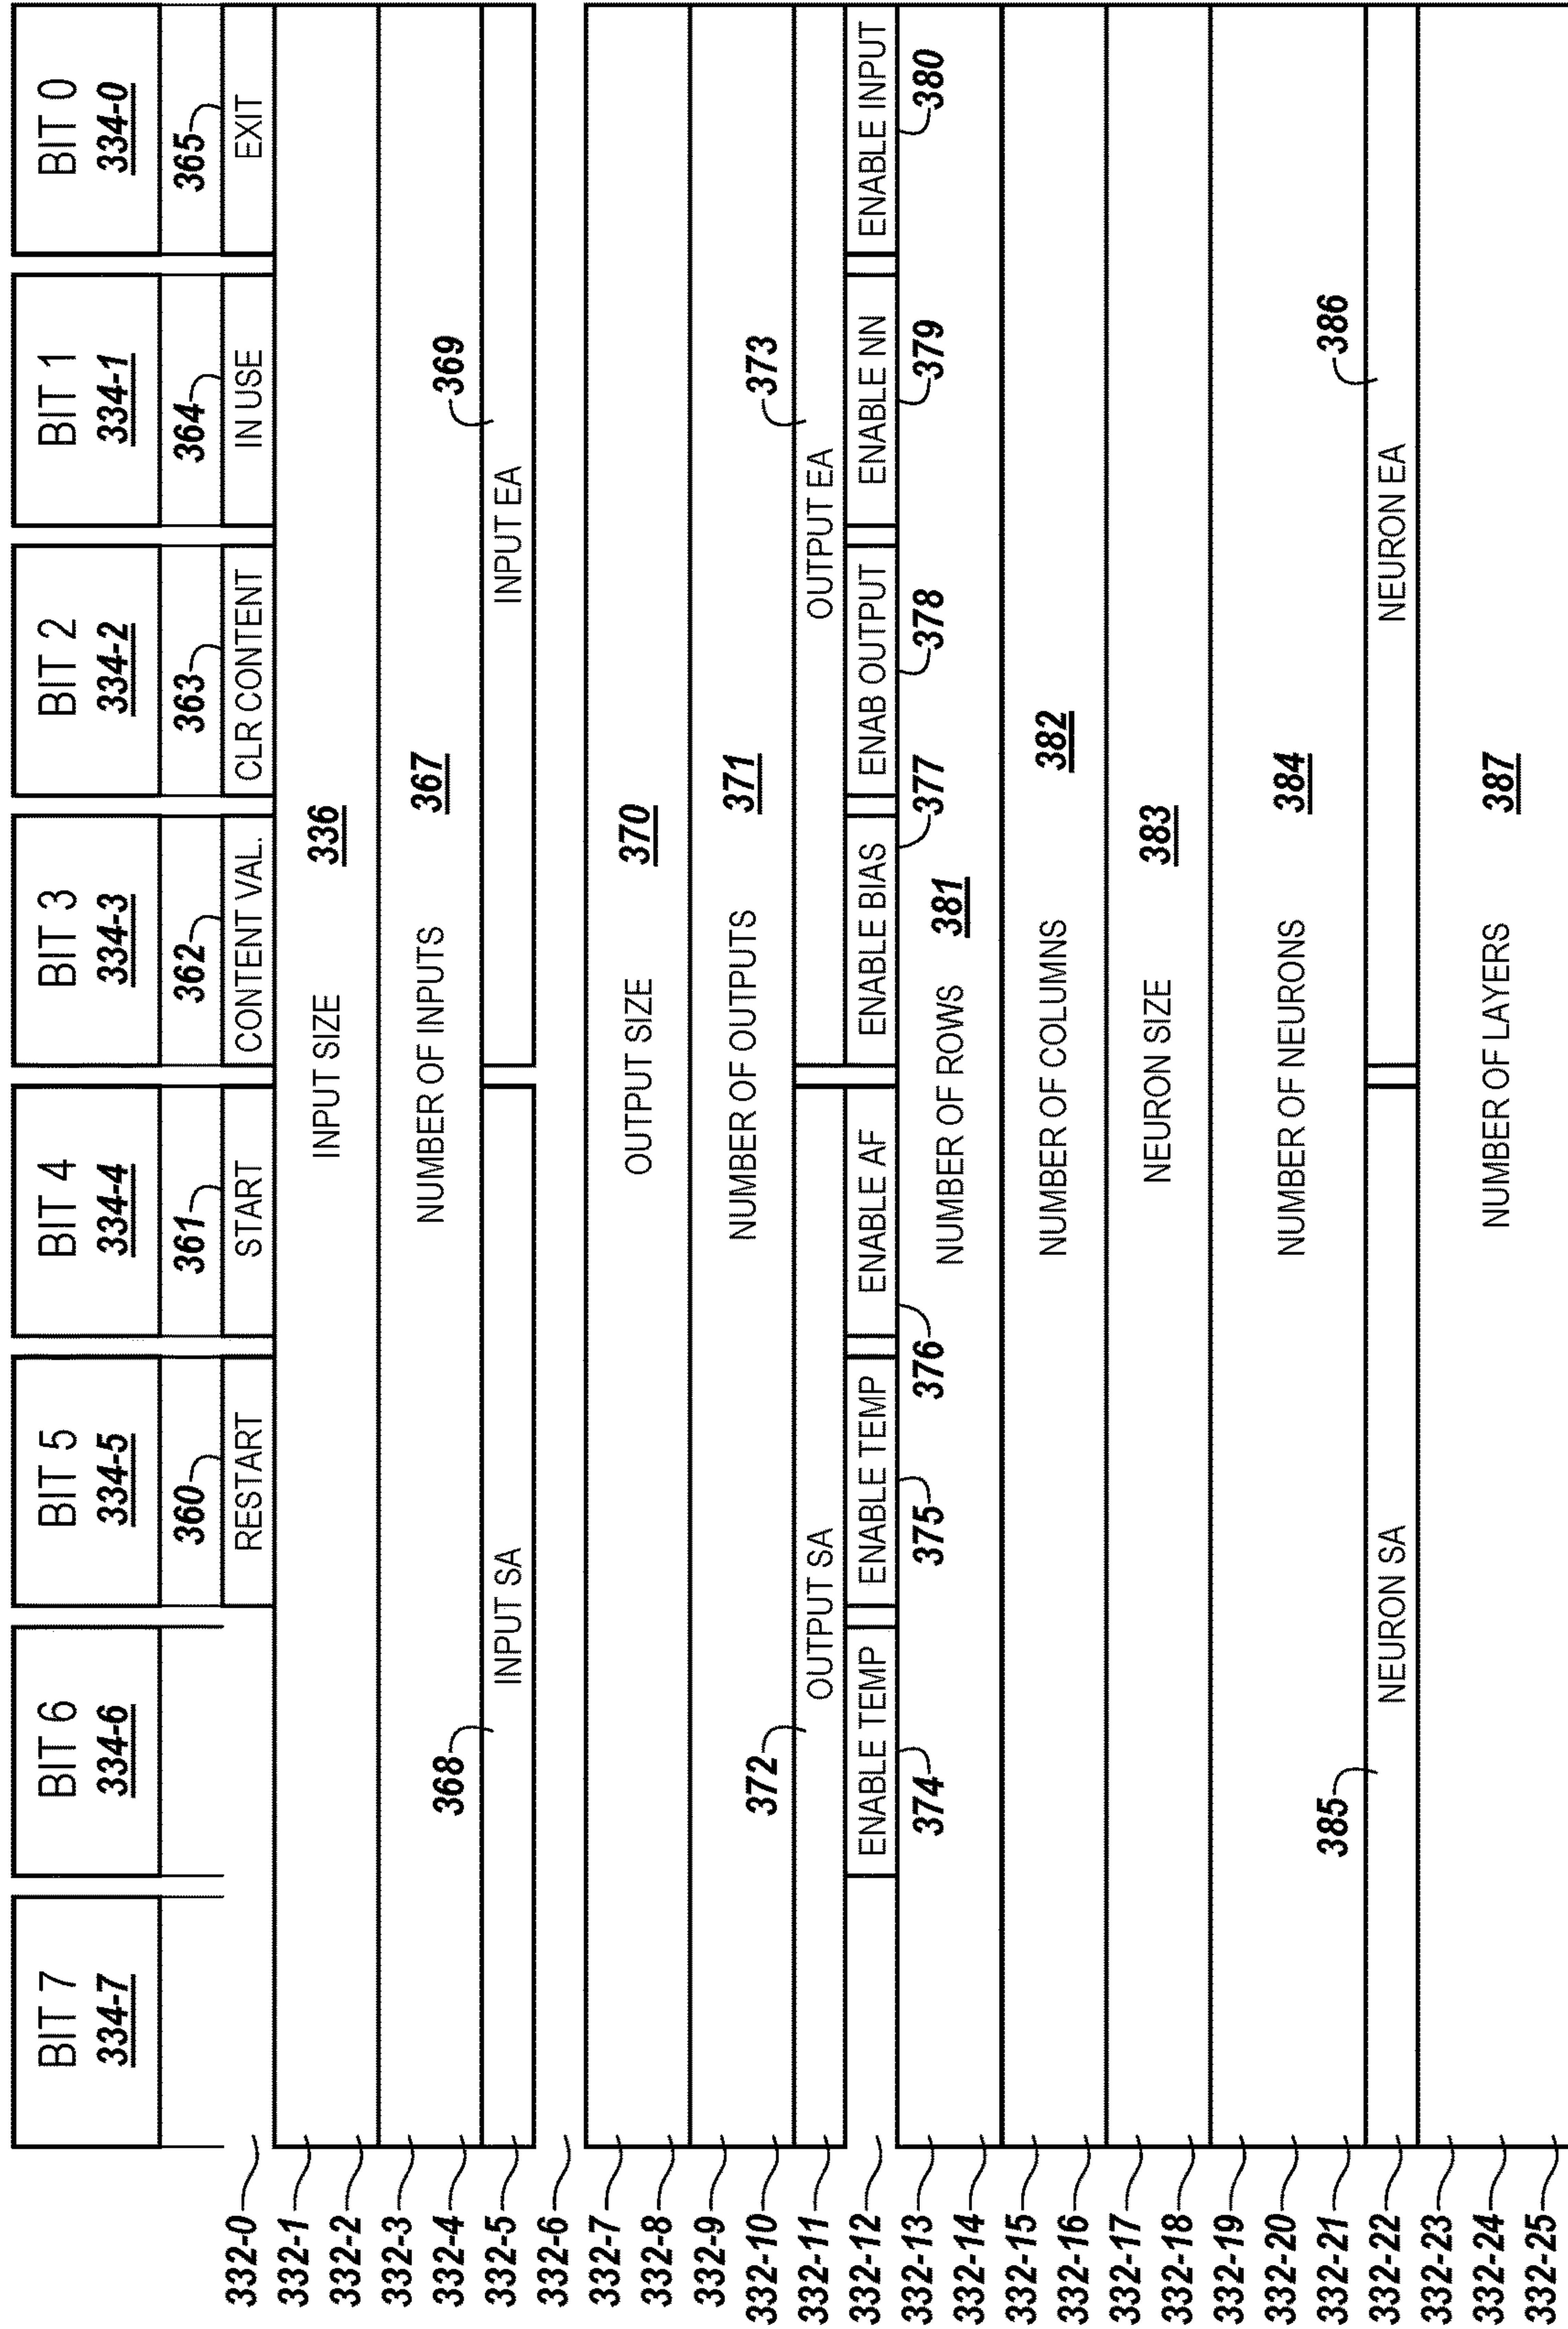 BIT 7 BIT 6 BIT 5 BIT 4 BIT 3 BIT 2 BIT 1 BIT 0
334-7 334-6 334-5 334-4 334-3 334-2 334-1 334-0
360 361 362 363 364 365
332-0 RESTART START CONTENT VAL. CLR CONTENT IN USE EXIT
332-1 INPUT SIZE 336
332-2
332-3 NUMBER OF INPUTS 367
332-4 368 369
332-5 INPUT SA INPUT EA
332-6
332-7 OUTPUT SIZE 370
332-8
332-9 NUMBER OF OUTPUTS 371
332-10 372 373
332-11 OUTPUT SA OUTPUT EA
332-12 ENABLE TEMP ENABLE TEMP ENABLE AF ENABLE BIAS ENAB OUTPUT ENABLE NN ENABLE INPUT
332-13 374 375 376 377 378 379 380
332-14 NUMBER OF ROWS 381
332-15 NUMBER OF COLUMNS 382
332-16
332-17 NEURON SIZE 383
332-18
332-19
332-20 NUMBER OF NEURONS 384
332-21 385 386
332-22 NEURON SA NEURON EA
332-23
332-24 NUMBER OF LAYERS 387
332-25